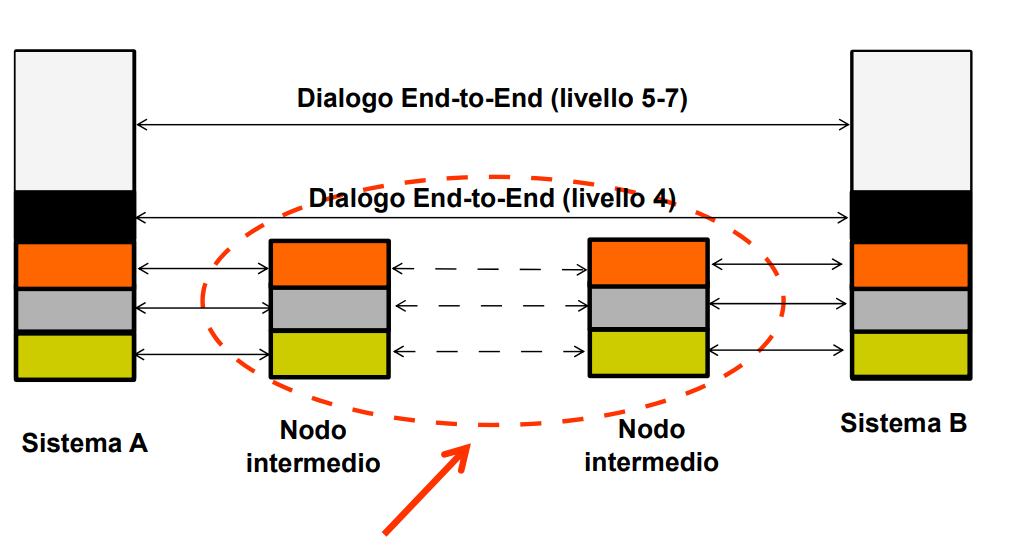 Dialogo End-to-End (livello 5-7)
Dialogo End-to-End (livello 4)
Sistema A
Nodo
intermedio
Nodo
intermedio
Sistema B